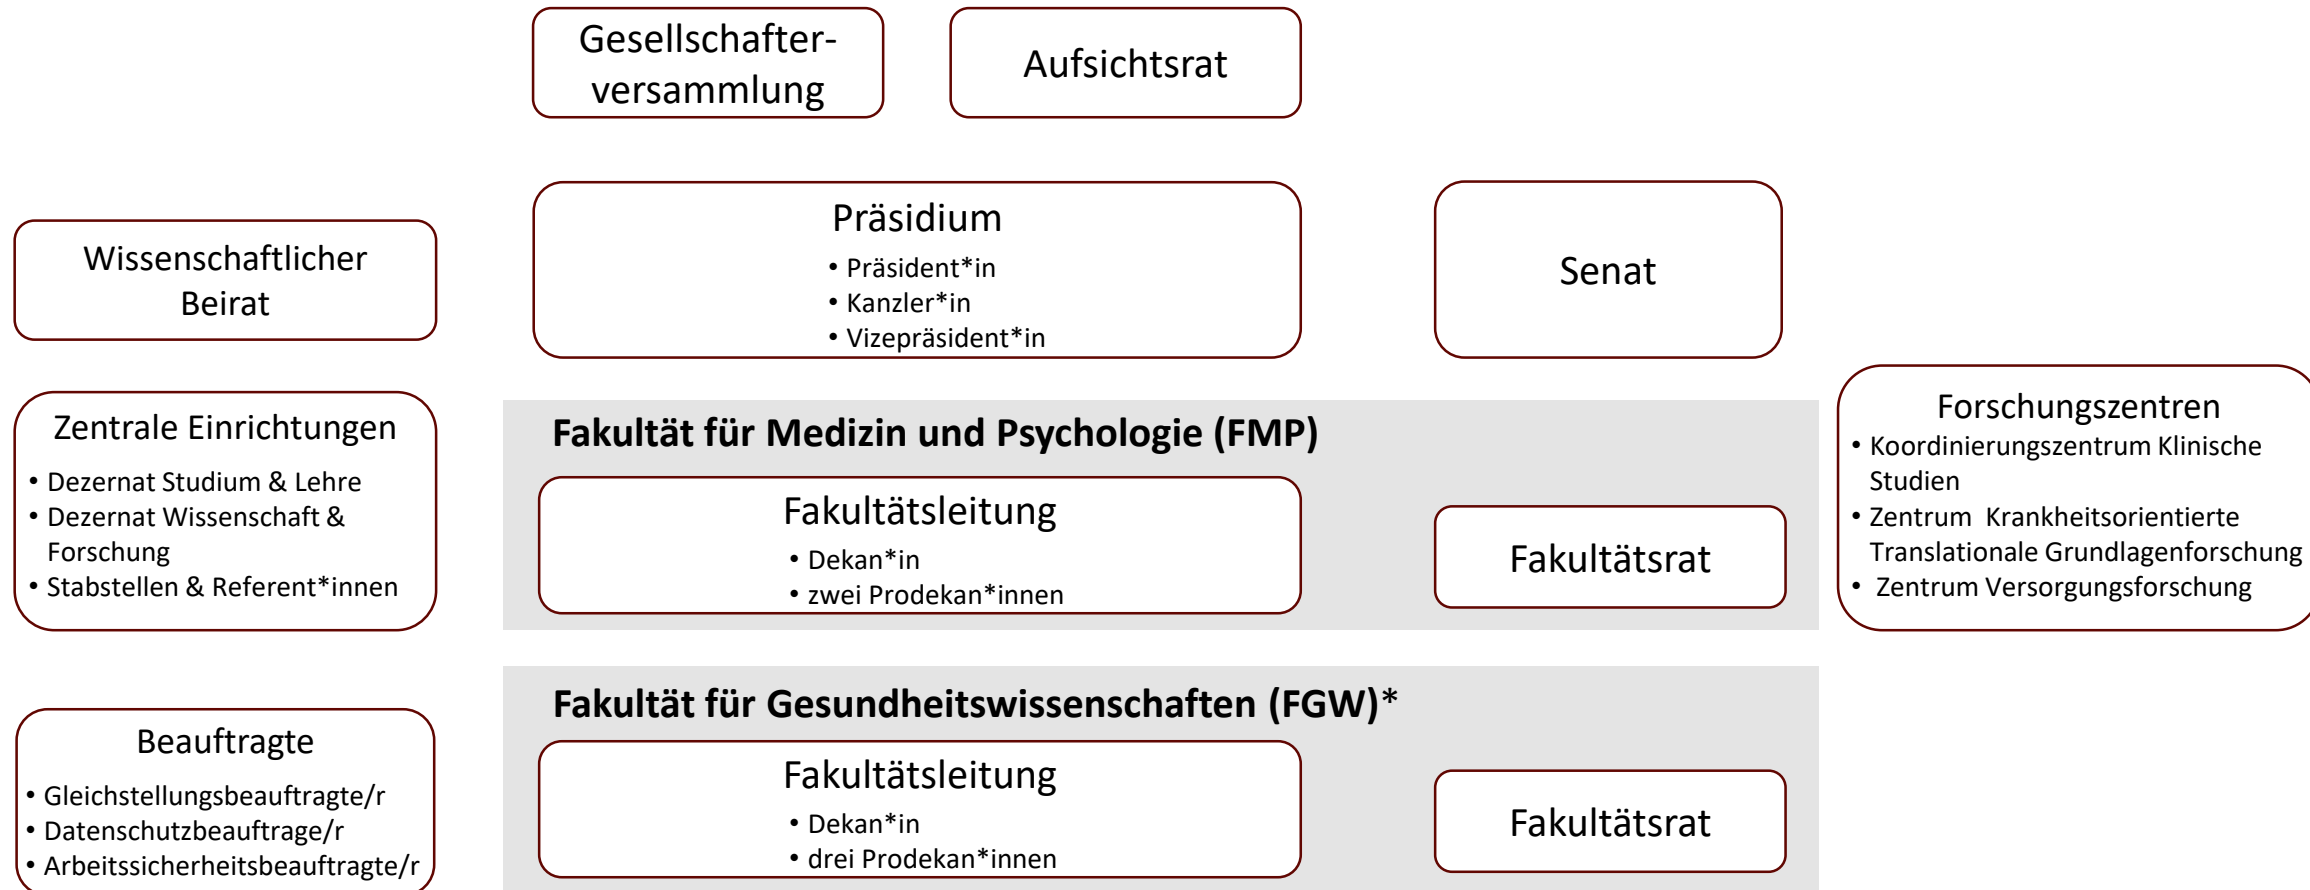 Gesellschafter-
versammlung
Aufsichtsrat
Präsidium
• Präsident*in
• Kanzler*in
• Vizepräsident*in
Senat
Wissenschaftlicher
Beirat
Zentrale Einrichtungen
• Dezernat Studium & Lehre
• Dezernat Wissenschaft &
Forschung
• Stabstellen & Referent*innen
Fakultät für Medizin und Psychologie (FMP)
Fakultätsleitung
• Dekan*in
• zwei Prodekan*innen
Fakultätsrat
Forschungszentren
• Koordinierungszentrum Klinische
Studien
• Zentrum Krankheitsorientierte
Translationale Grundlagenforschung
• Zentrum Versorgungsforschung
Beauftragte
• Gleichstellungsbeauftragte/r
• Datenschutzbeauftrage/r
• Arbeitssicherheitsbeauftragte/r
Fakultät für Gesundheitswissenschaften (FGW)*
Fakultätsleitung
• Dekan*in
• drei Prodekan*innen
Fakultätsrat